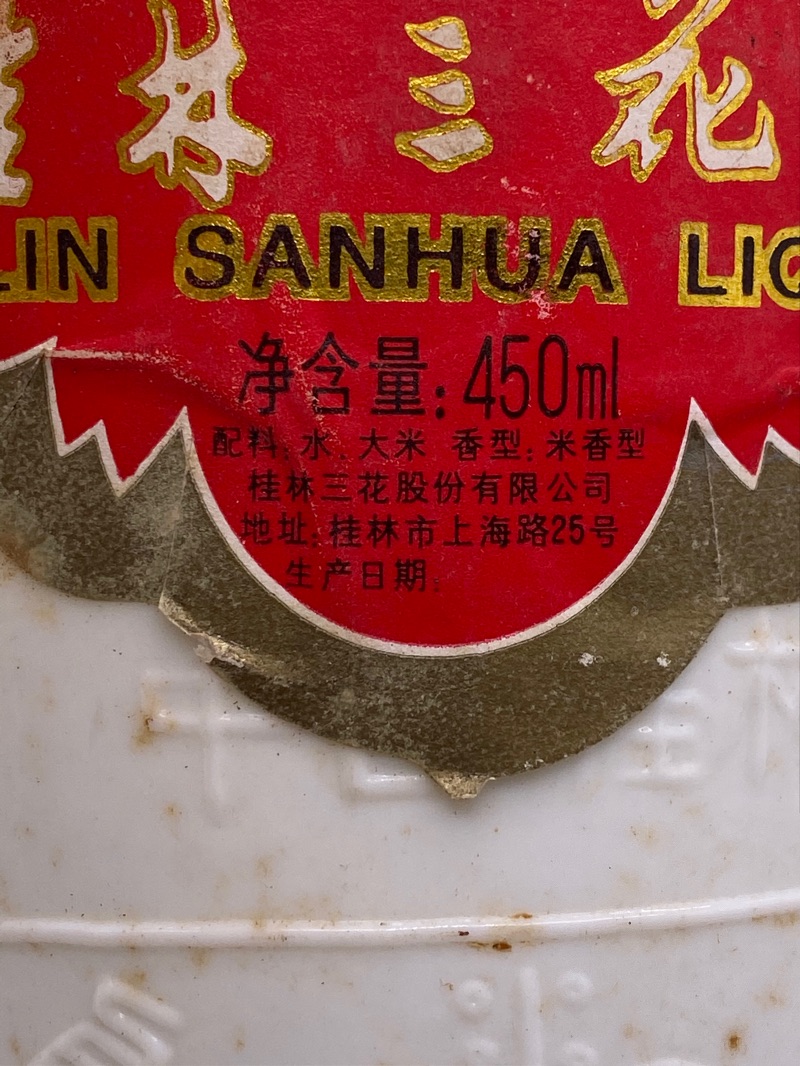 桂林三花
LIN SANHUA LIQ
净含量:450ml
配料:水、大米 香型:米香型
桂林三花股份有限公司
地址:桂林市上海路25号
生产日期: